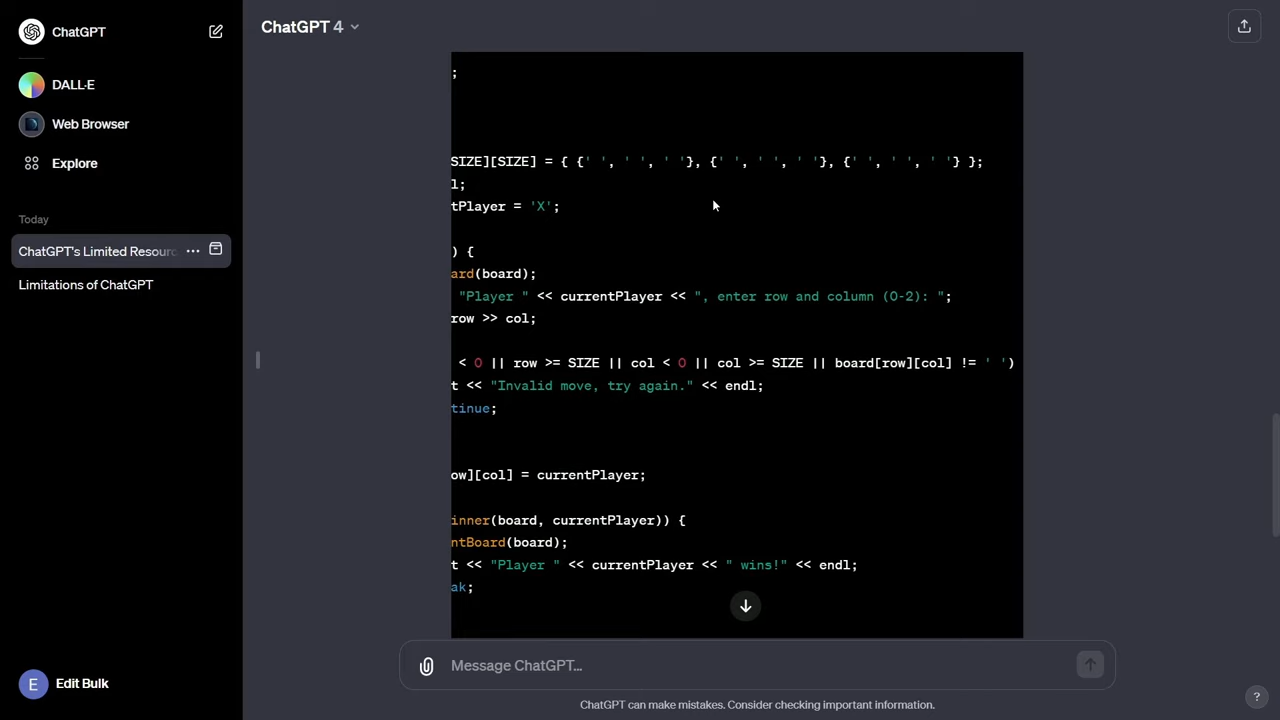 ChatGPT
DALL·E
Web Browser
Explore
Today
ChatGPT's Limited Resourc
Limitations of ChatGPT
E Edit Bulk
ChatGPT 4
;
SIZE][SIZE] = { {' ', ' ', ' '}, {' ', ' ', ' '}, {' ', ' ', ' '} };
l;
tPlayer = 'X';
) {
ard(board);
"Player " << currentPlayer << ", enter row and column (0-2): ";
row >> col;
< 0 || row >= SIZE || col < 0 || col >= SIZE || board[row][col] != ' ')
t << "Invalid move, try again." << endl;
tinue;
ow][col] = currentPlayer;
inner(board, currentPlayer)) {
ntBoard(board);
t << "Player " << currentPlayer << " wins!" << endl;
ak;
Message ChatGPT...
ChatGPT can make mistakes. Consider checking important information.
?